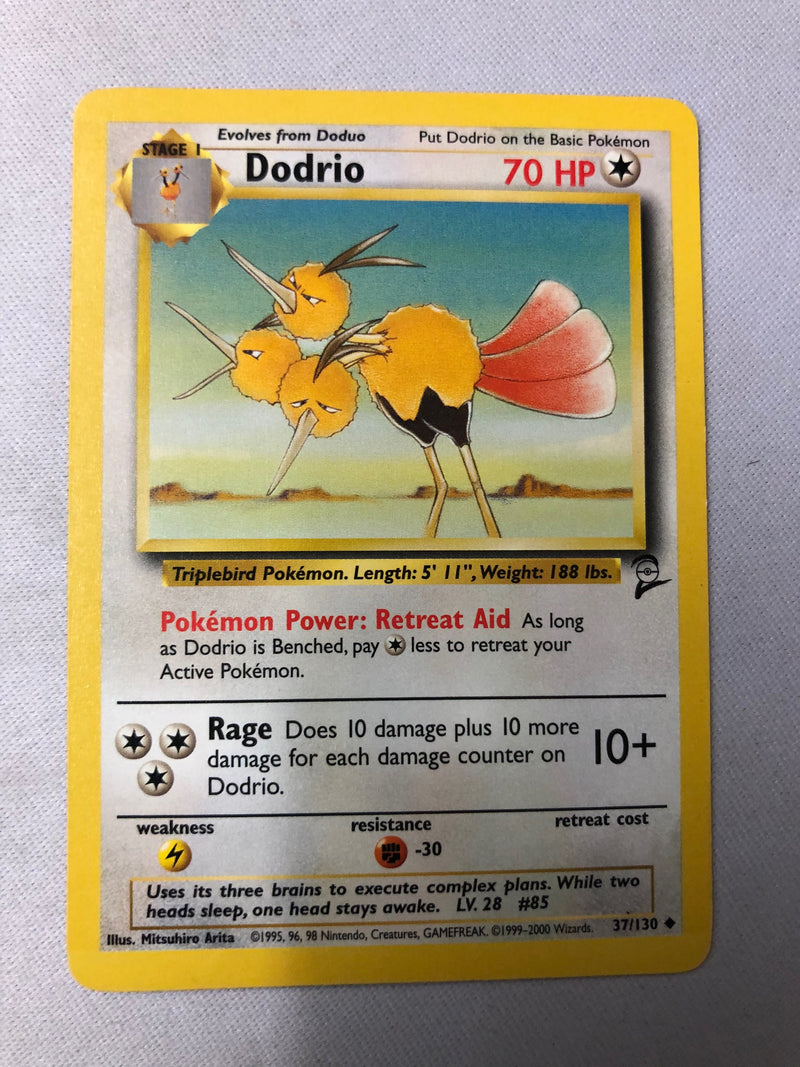 Evolves from Doduo
Put Dodrio on the Basic Pokémon
STAGE 1
Dodrio
70 HP
Triplebird Pokémon. Length: 5' 11", Weight: 188 lbs.
Pokémon Power: Retreat Aid As long
as Dodrio is Benched, pay less to retreat your
Active Pokémon.
Rage Does 10 damage plus 10 more
damage for each damage counter on
Dodrio.
10+
weakness
resistance
retreat cost
-30
Uses its three brains to execute complex plans. While two
heads sleep, one head stays awake. LV. 28 #85
Illus. Mitsuhiro Arita ©1995, 96, 98 Nintendo, Creatures, GAMEFREAK. ©1999-2000 Wizards. 37/130